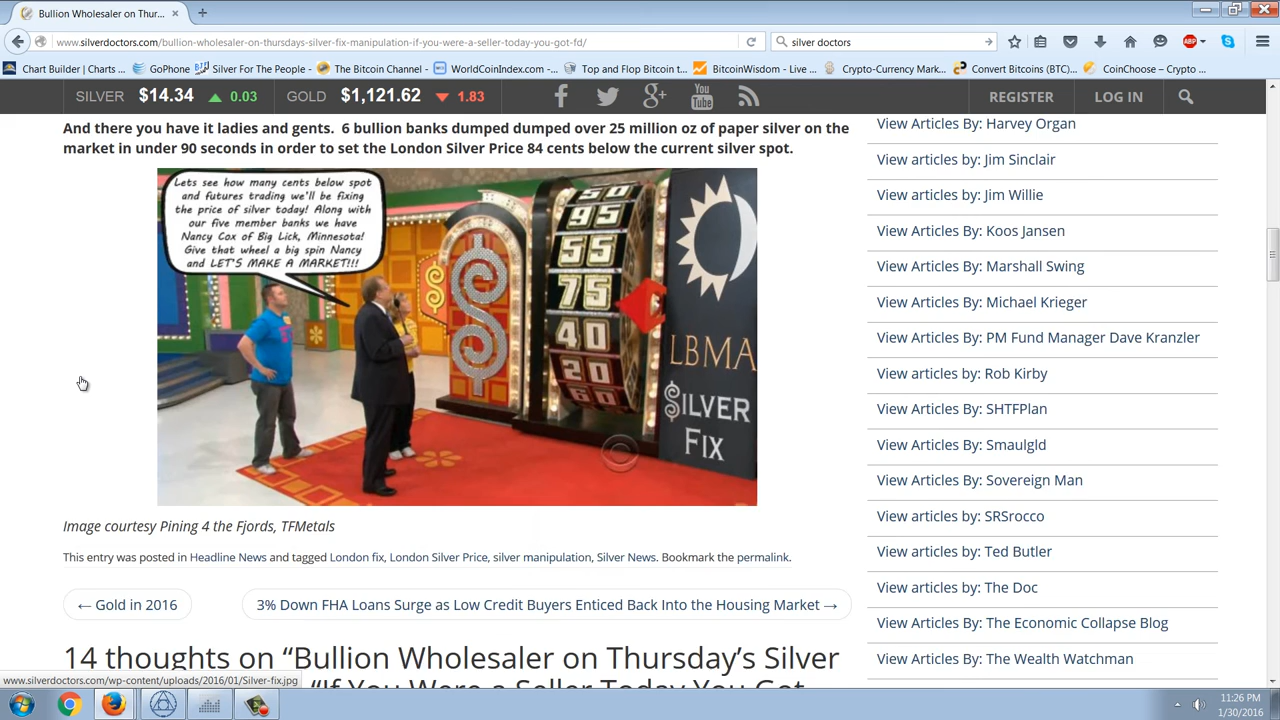 Bullion Wholesaler on Thur...
www.silverdoctors.com/bullion-wholesaler-on-thursdays-silver-fix-manipulation-if-you-were-a-seller-today-you-got-fd/
silver doctors
ABP
Chart Builder | Charts ...
GoPhone
Silver For The People - ...
The Bitcoin Channel - ...
WorldCoinIndex.com -...
Top and Flop Bitcoin t...
BitcoinWisdom - Live ...
Crypto-Currency Mark...
Convert Bitcoins (BTC)...
CoinChoose – Crypto ...
SILVER $14.34 0.03
GOLD $1,121.62 1.83
You Tube
REGISTER
LOG IN
And there you have it ladies and gents. 6 bullion banks dumped dumped over 25 million oz of paper silver on the
market in under 90 seconds in order to set the London Silver Price 84 cents below the current silver spot.
Lets see how many cents below spot
and futures trading we'll be fixing
the price of silver today! Along with
our five member banks we have
Nancy Cox of Big Lick, Minnesota!
Give that wheel a big spin Nancy
and LET'S MAKE A MARKET!!!
50
95
55
75
40
20
60
LBMA
$ILVER
FIX
Image courtesy Pining 4 the Fjords, TFMetals
This entry was posted in Headline News and tagged London fix, London Silver Price, silver manipulation, Silver News. Bookmark the permalink.
← Gold in 2016
3% Down FHA Loans Surge as Low Credit Buyers Enticed Back Into the Housing Market →
14 thoughts on “Bullion Wholesaler on Thursday’s Silver
“If You Were a Seller Today You Got
View Articles By: Harvey Organ
View articles by: Jim Sinclair
View articles by: Jim Willie
View articles by: Koos Jansen
View articles by: Marshall Swing
View Articles By: Michael Krieger
View Articles By: PM Fund Manager Dave Kranzler
View articles by: Rob Kirby
View Articles By: SHTFPlan
View Articles By: Smaulgld
View Articles By: Sovereign Man
View articles by: SRSrocco
View articles by: Ted Butler
View articles by: The Doc
View Articles By: The Economic Collapse Blog
View Articles By: The Wealth Watchman
www.silverdoctors.com/wp-content/uploads/2016/01/Silver-fix.jpg
11:26 PM
1/30/2016